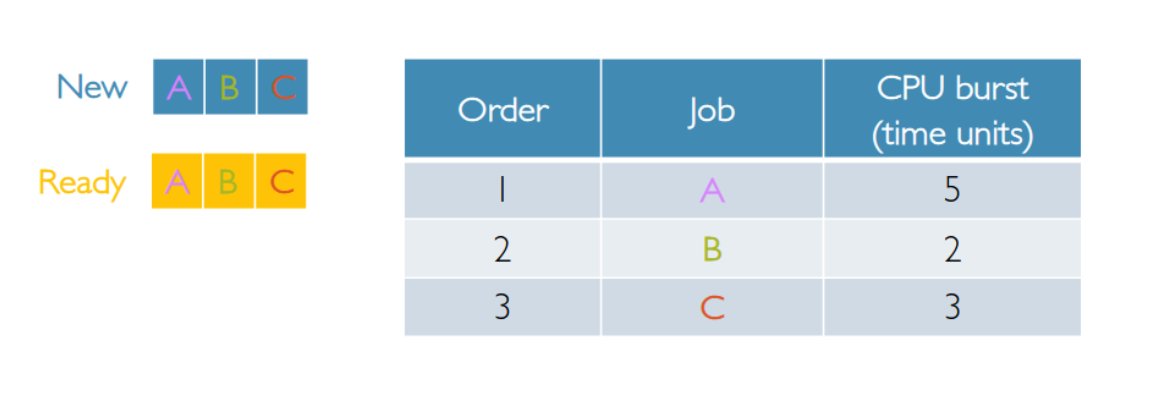 New A B C
Ready A B C
Order Job CPU burst
(time units)
1 A 5
2 B 2
3 C 3